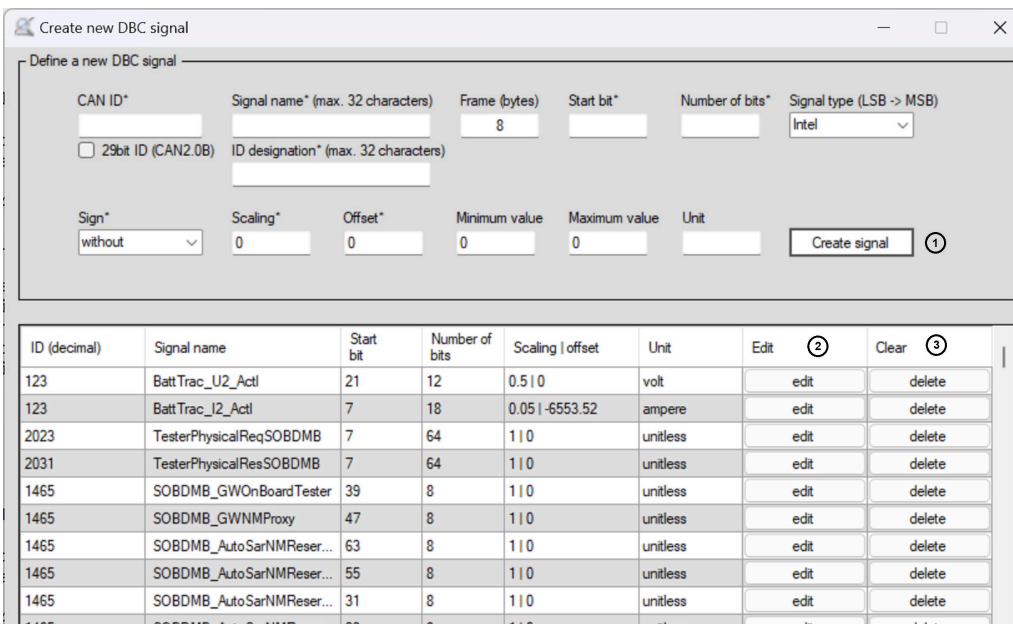 Create new DBC signal
Define a new DBC signal
CAN ID* Signal name* (max. 32 characters) Frame (bytes) Start bit* Number of bits* Signal type (LSB -> MSB)
8 Intel
29bit ID (CAN2.0B) ID designation* (max. 32 characters)
Sign* Scaling* Offset* Minimum value Maximum value Unit
without 0 0 0 0 Create signal 1
ID (decimal) Signal name Start bit Number of bits Scaling | offset Unit Edit 2 Clear 3
123 BattTrac_U2_Actl 21 12 0.5 | 0 volt edit delete
123 BattTrac_I2_Actl 7 18 0.05 | -6553.52 ampere edit delete
2023 TesterPhysicalReqSOBDMB 7 64 1 | 0 unitless edit delete
2031 TesterPhysicalResSOBDMB 7 64 1 | 0 unitless edit delete
1465 SOBDMB_GWOnBoardTester 39 8 1 | 0 unitless edit delete
1465 SOBDMB_GWNMProxy 47 8 1 | 0 unitless edit delete
1465 SOBDMB_AutoSarNMReser... 63 8 1 | 0 unitless edit delete
1465 SOBDMB_AutoSarNMReser... 55 8 1 | 0 unitless edit delete
1465 SOBDMB_AutoSarNMReser... 31 8 1 | 0 unitless edit delete